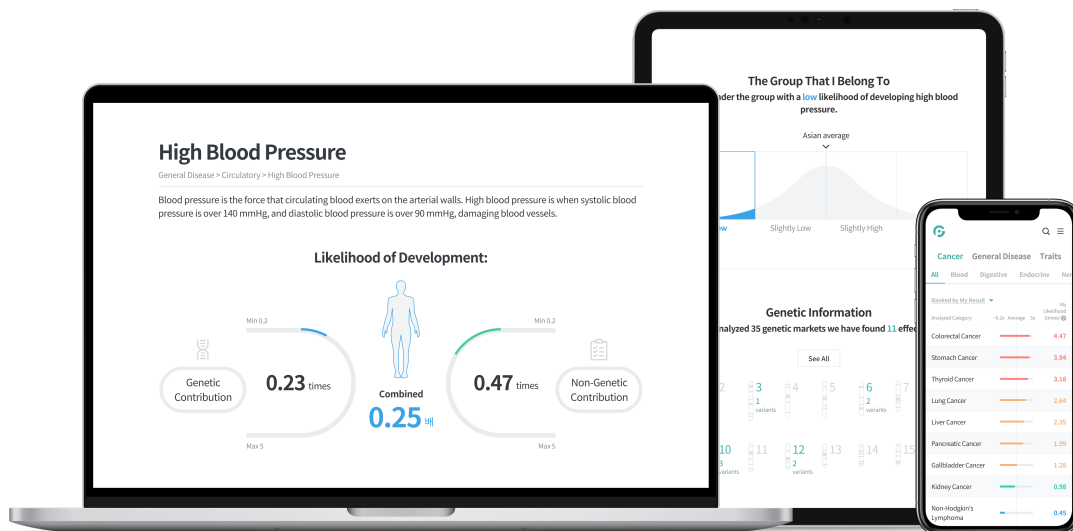 High Blood Pressure
General Disease > Circulatory > High Blood Pressure
Blood pressure is the force that circulating blood exerts on the arterial walls. High blood pressure is when systolic blood
pressure is over 140 mmHg, and diastolic blood pressure is over 90 mmHg, damaging blood vessels.
Likelihood of Development:
Min 0.2
Min 0.2
Genetic
Contribution
0.23 times
0.47 times
Non-Genetic
Contribution
Combined
0.25 배
Max 5
Max 5
The Group That I Belong To
the group with a low likelihood of developing high blood
pressure.
Asian average
Slightly Low
Slightly High
Genetic Information
35 genetic markets we have found 11
See All
2
3
4
5
6
7
1
variants
2
variants
10
11
12
13
14
15
3
variants
2
variants
Cancer General Disease Traits
All Blood Digestive Endocrine
Ranked by My Result
My
Likelihood
(times)
Analyzed Category
~0.2x Average 5x
Colorectal Cancer 4.47
Stomach Cancer 3.94
Thyroid Cancer 3.18
Lung Cancer 2.64
Liver Cancer 2.35
Pancreatic Cancer 1.99
Gallbladder Cancer 1.28
Kidney Cancer 0.98
Non-Hodgkin's
Lymphoma 0.45